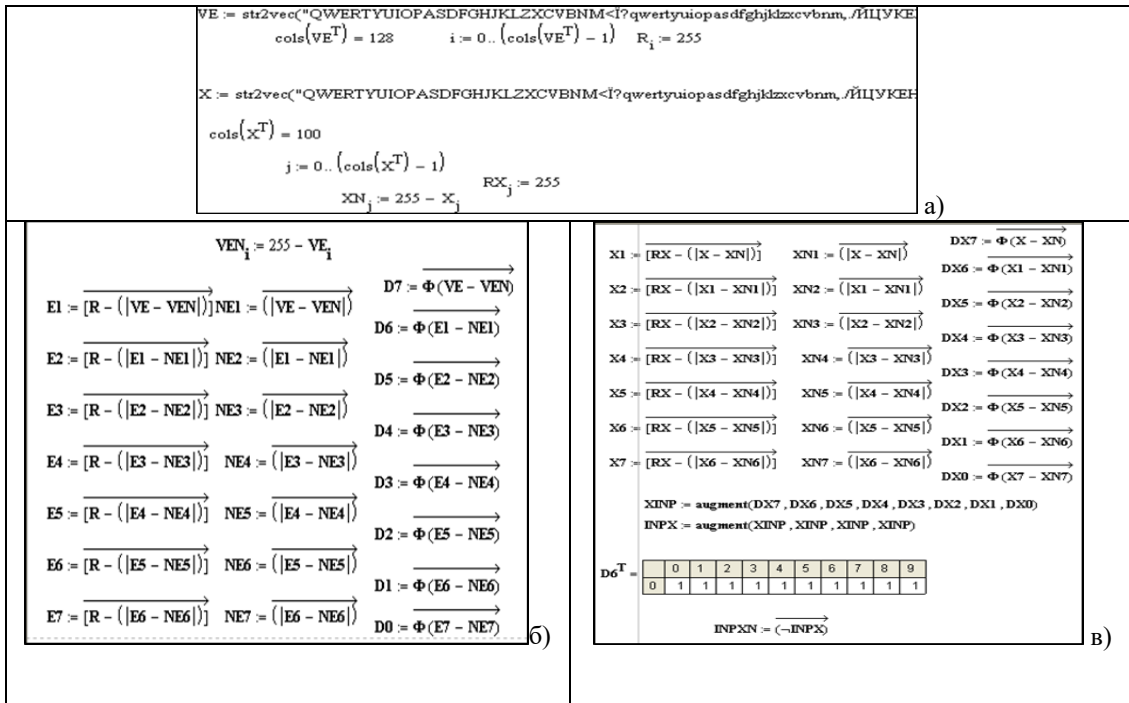 VE := str2vec("QWERTYUIOPASDFGHJKLZXCVBNM<Ï?qwertyuiopasdfghjklzxcvbnm,./ЙЦУКЕН
cols(VE^T) = 128 i := 0.. (cols(VE^T) − 1) R_i := 255
X := str2vec("QWERTYUIOPASDFGHJKLZXCVBNM<Ï?qwertyuiopasdfghjklzxcvbnm,./ЙЦУКЕН
cols(X^T) = 100
j := 0.. (cols(X^T) − 1)
RX_j := 255
XN_j := 255 − X_j
а)
VEN_i := 255 − VE_i
D7 := Φ(VE − VEN)
E1 := [R − (|VE − VEN|)] NE1 := (|VE − VEN|)
D6 := Φ(E1 − NE1)
E2 := [R − (|E1 − NE1|)] NE2 := (|E1 − NE1|)
D5 := Φ(E2 − NE2)
E3 := [R − (|E2 − NE2|)] NE3 := (|E2 − NE2|)
D4 := Φ(E3 − NE3)
E4 := [R − (|E3 − NE3|)] NE4 := (|E3 − NE3|)
D3 := Φ(E4 − NE4)
E5 := [R − (|E4 − NE4|)] NE5 := (|E4 − NE4|)
D2 := Φ(E5 − NE5)
E6 := [R − (|E5 − NE5|)] NE6 := (|E5 − NE5|)
D1 := Φ(E6 − NE6)
E7 := [R − (|E6 − NE6|)] NE7 := (|E6 − NE6|)
D0 := Φ(E7 − NE7)
б)
DX7 := Φ(X − XN)
X1 := [RX − (|X − XN|)] XN1 := (|X − XN|)
DX6 := Φ(X1 − XN1)
X2 := [RX − (|X1 − XN1|)] XN2 := (|X1 − XN1|)
DX5 := Φ(X2 − XN2)
X3 := [RX − (|X2 − XN2|)] XN3 := (|X2 − XN2|)
DX4 := Φ(X3 − XN3)
X4 := [RX − (|X3 − XN3|)] XN4 := (|X3 − XN3|)
DX3 := Φ(X4 − XN4)
X5 := [RX − (|X4 − XN4|)] XN5 := (|X4 − XN4|)
DX2 := Φ(X5 − XN5)
X6 := [RX − (|X5 − XN5|)] XN6 := (|X5 − XN5|)
DX1 := Φ(X6 − XN6)
X7 := [RX − (|X6 − XN6|)] XN7 := (|X6 − XN6|)
DX0 := Φ(X7 − XN7)
XINP := augment(DX7 , DX6 , DX5 , DX4 , DX3 , DX2 , DX1 , DX0)
INPX := augment(XINP , XINP , XINP , XINP)
D6^T =
0 1 2 3 4 5 6 7 8 9
0 1 1 1 1 1 1 1 1 1 1
INPXN := (¬INPX)
в)